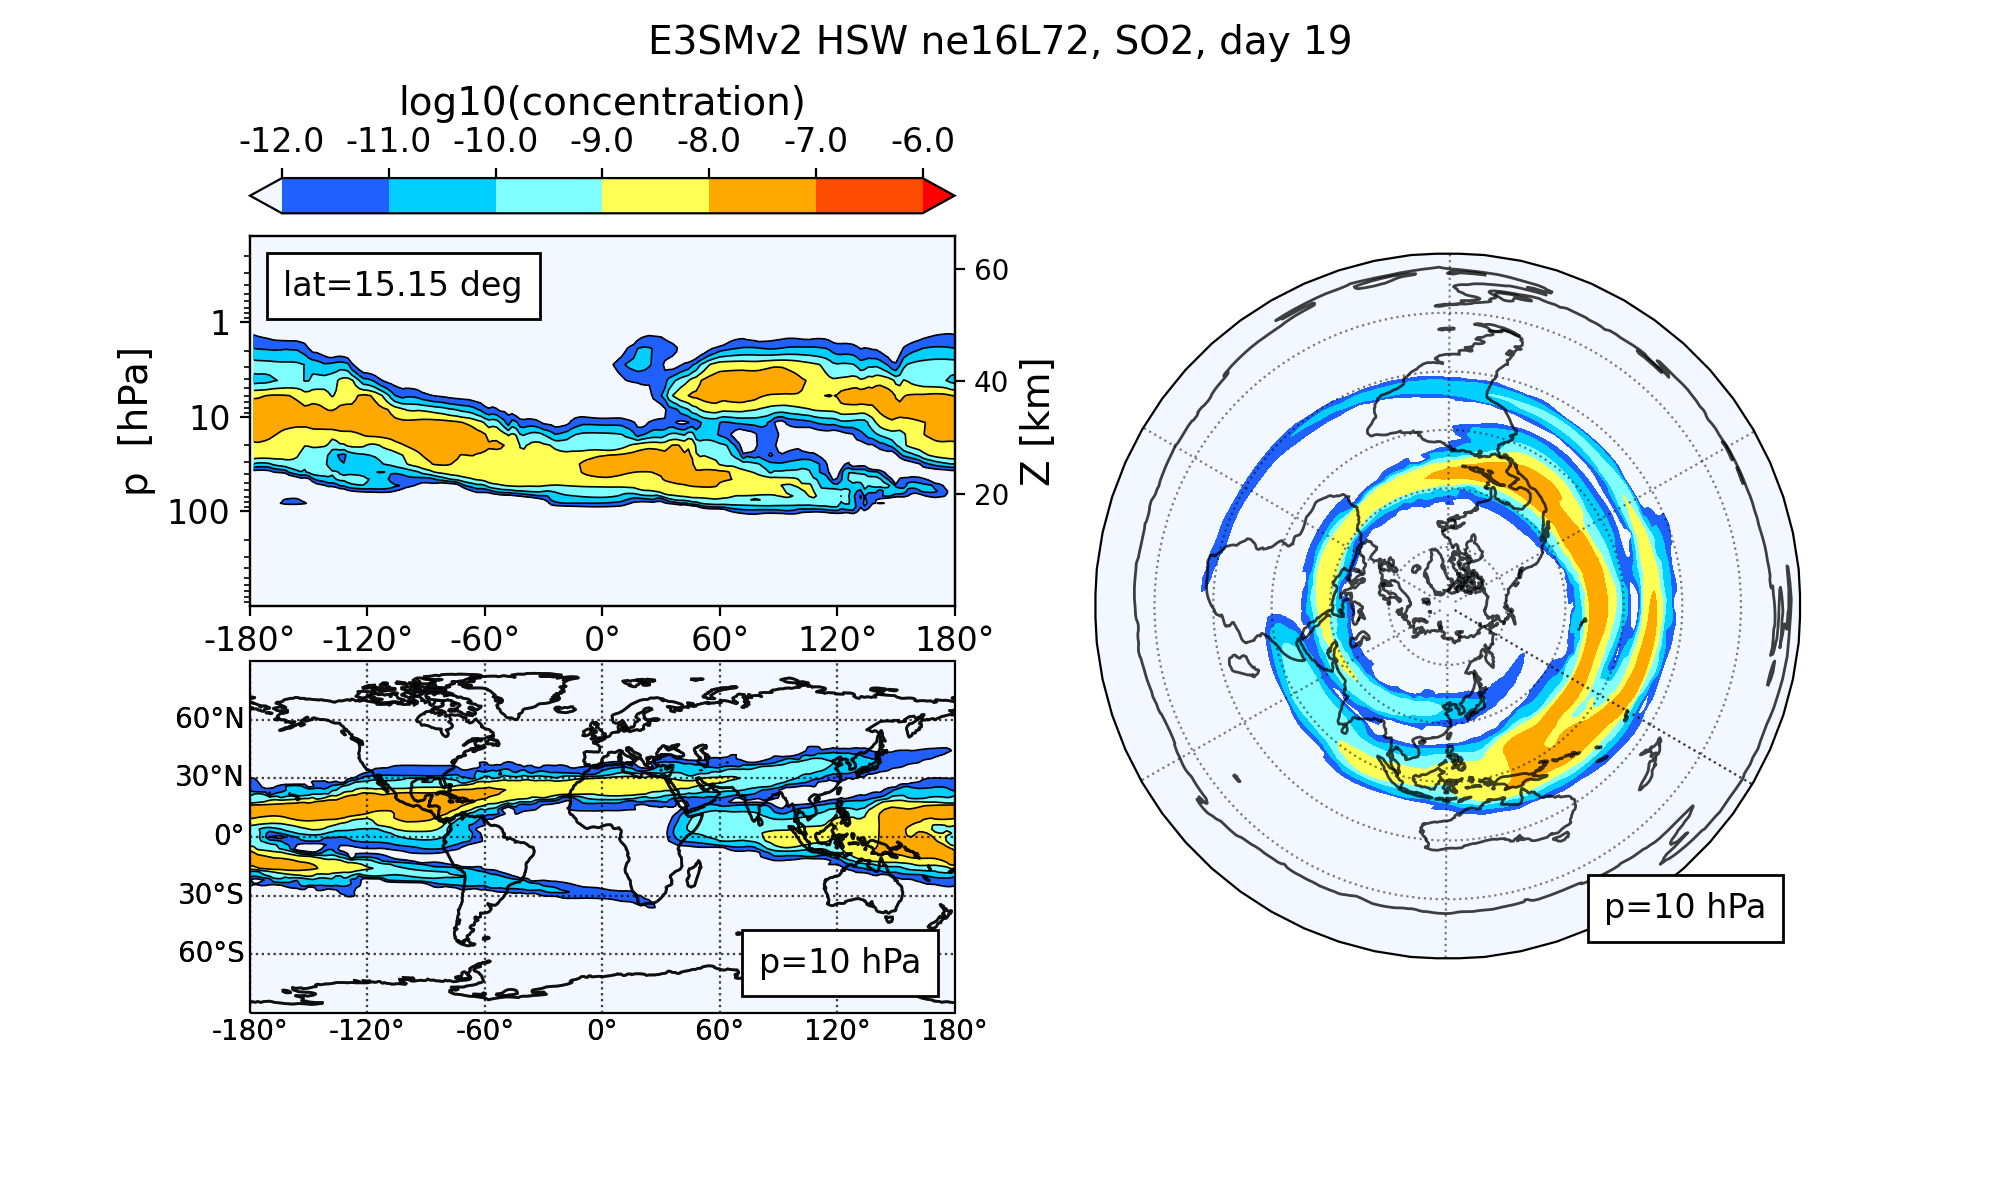 E3SMv2 HSW ne16L72, SO2, day 19
log10(concentration)
-12.0 -11.0 -10.0 -9.0 -8.0 -7.0 -6.0
lat=15.15 deg
p [hPa]
1
10
100
Z [km]
60
40
20
-180° -120° -60° 0° 60° 120° 180°
60°N
30°N
0°
30°S
60°S
p=10 hPa
-180° -120° -60° 0° 60° 120° 180°
p=10 hPa